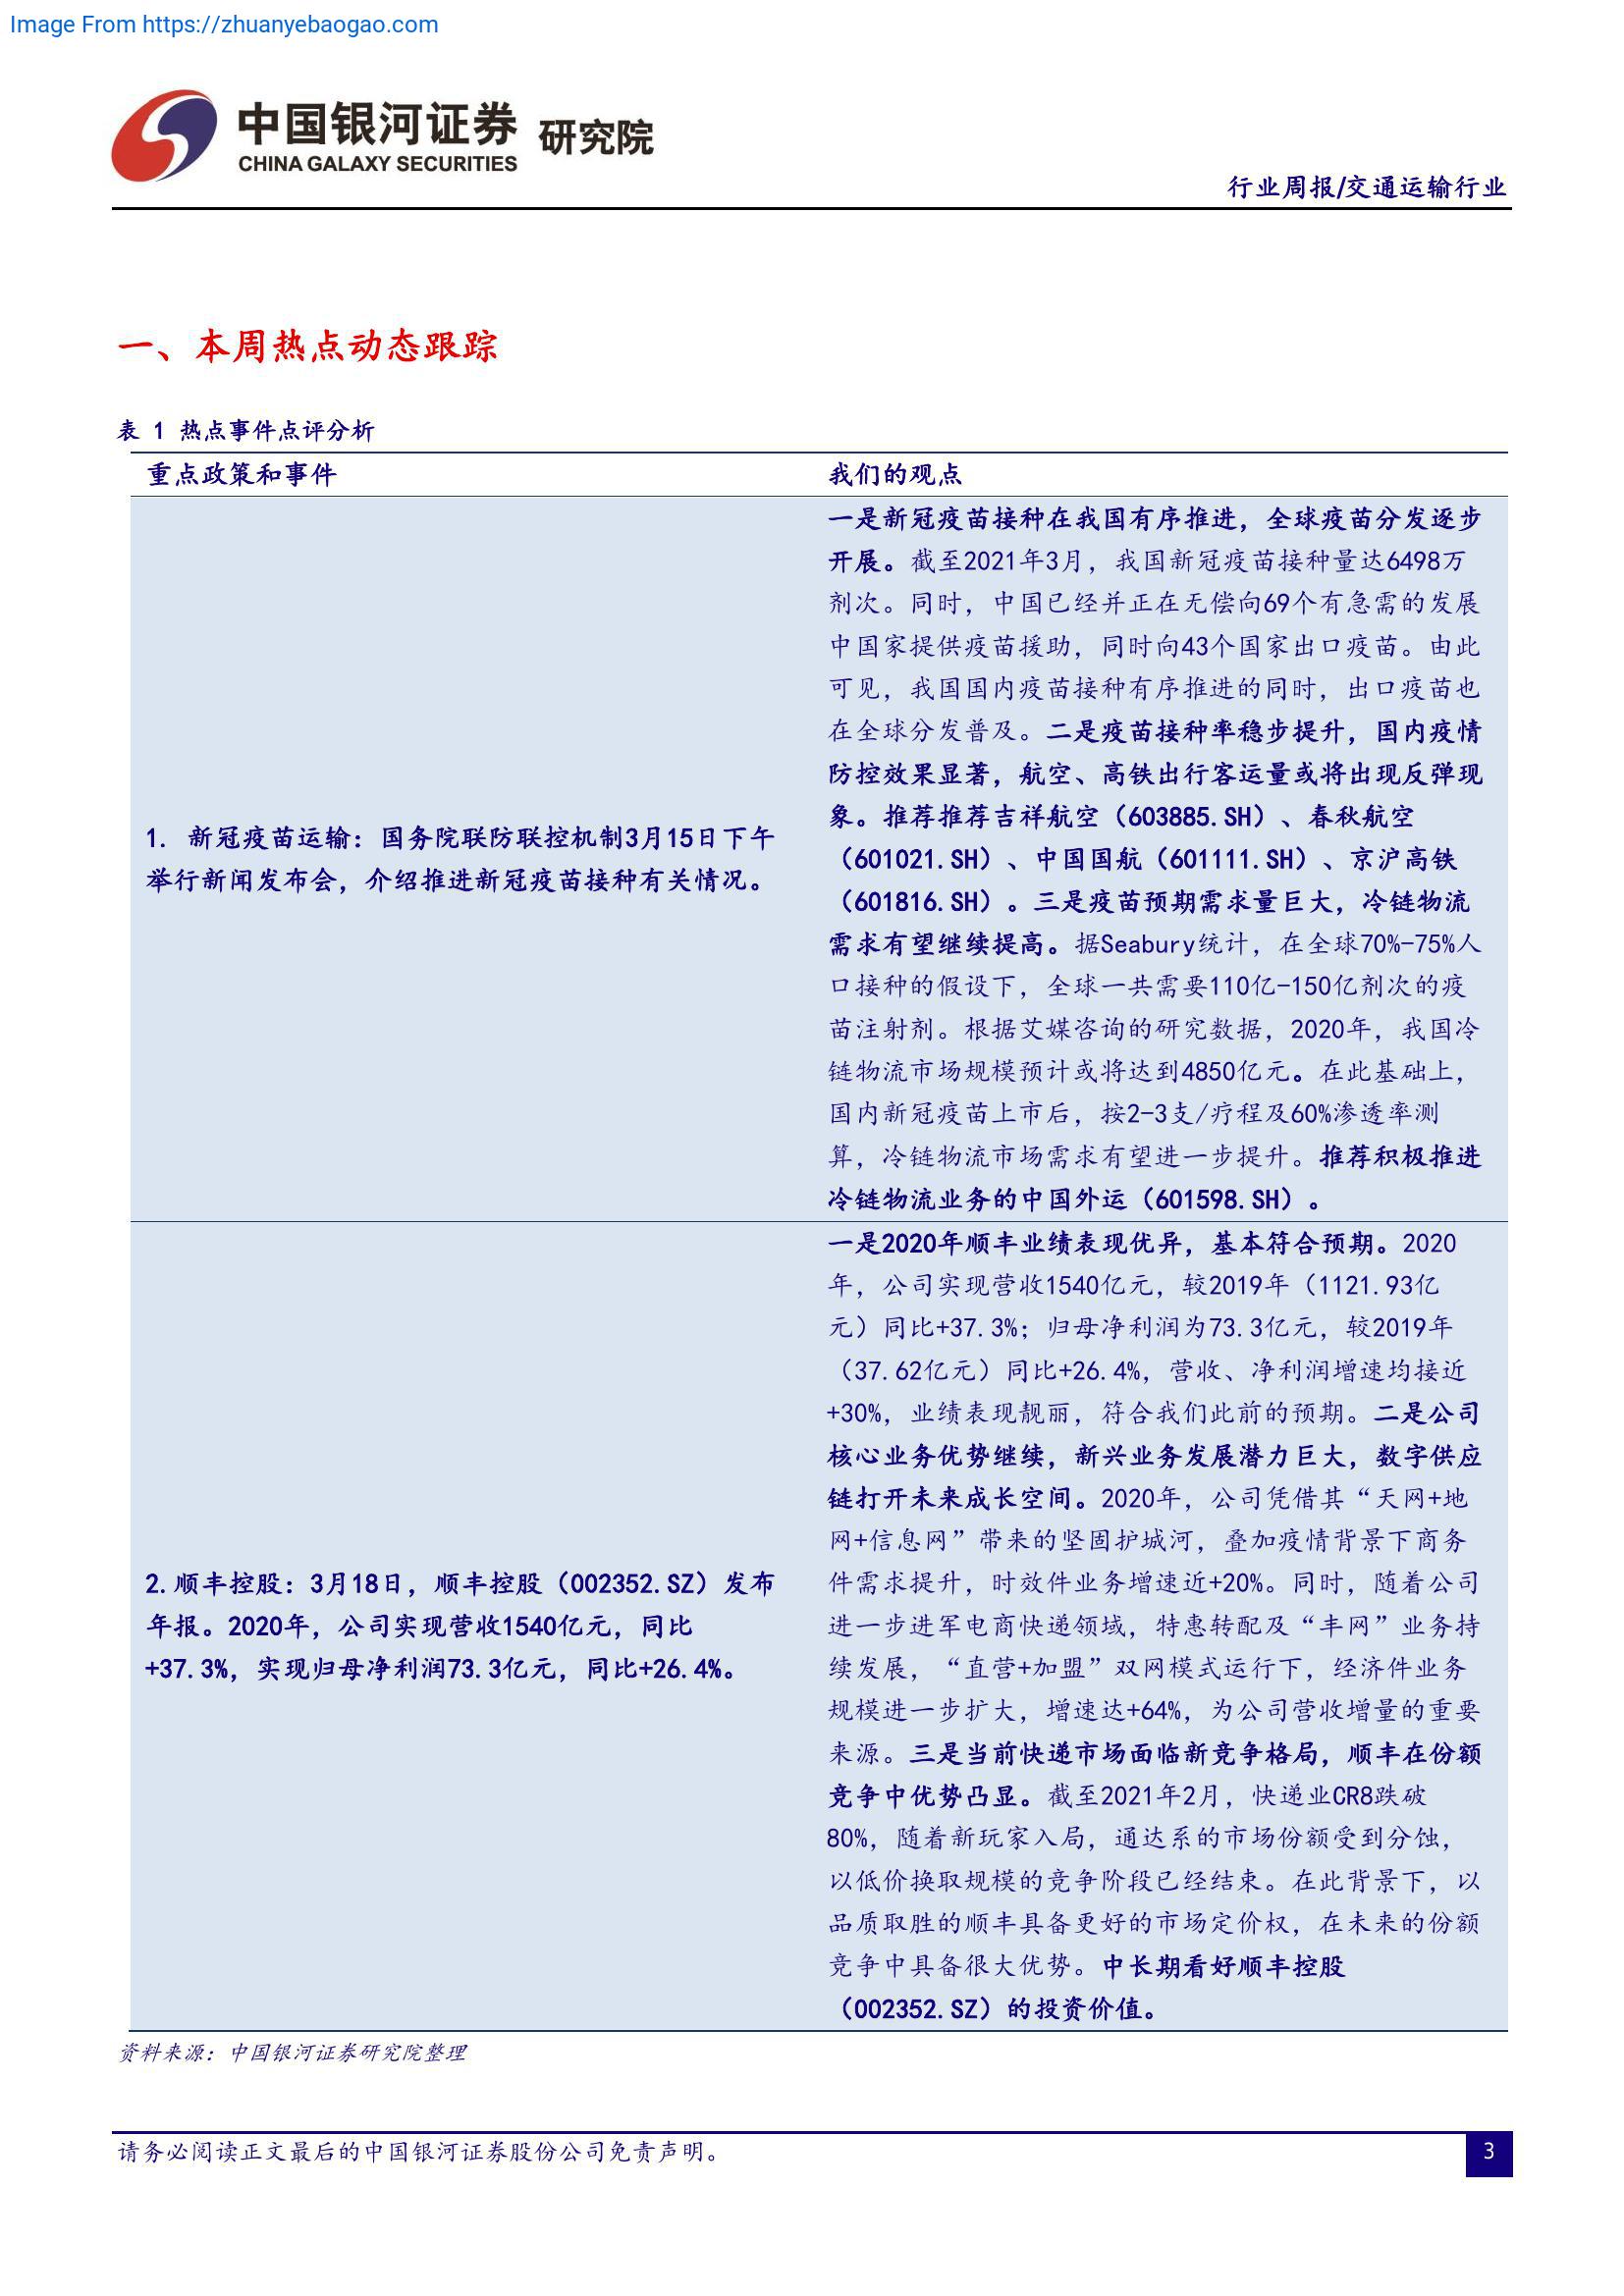 Image From https://zhuanyebaogao.com
中国银河证券 研究院
CHINA GALAXY SECURITIES
行业周报/交通运输行业
一、本周热点动态跟踪
表 1 热点事件点评分析
重点政策和事件
我们的观点
1. 新冠疫苗运输：国务院联防联控机制3月15日下午
举行新闻发布会，介绍推进新冠疫苗接种有关情况。
一是新冠疫苗接种在我国有序推进，全球疫苗分发逐步
开展。截至2021年3月，我国新冠疫苗接种量达6498万
剂次。同时，中国已经并正在无偿向69个有急需的发展
中国家提供疫苗援助，同时向43个国家出口疫苗。由此
可见，我国国内疫苗接种有序推进的同时，出口疫苗也
在全球分发普及。二是疫苗接种率稳步提升，国内疫情
防控效果显著，航空、高铁出行客运量或将出现反弹现
象。推荐推荐吉祥航空（603885.SH）、春秋航空
（601021.SH）、中国国航（601111.SH）、京沪高铁
（601816.SH）。三是疫苗预期需求量巨大，冷链物流
需求有望继续提高。据Seabury统计，在全球70%-75%人
口接种的假设下，全球一共需要110亿-150亿剂次的疫
苗注射剂。根据艾媒咨询的研究数据，2020年，我国冷
链物流市场规模预计或将达到4850亿元。在此基础上，
国内新冠疫苗上市后，按2-3支/疗程及60%渗透率测
算，冷链物流市场需求有望进一步提升。推荐积极推进
冷链物流业务的中国外运（601598.SH）。
2.顺丰控股：3月18日，顺丰控股（002352.SZ）发布
年报。2020年，公司实现营收1540亿元，同比
+37.3%，实现归母净利润73.3亿元，同比+26.4%。
一是2020年顺丰业绩表现优异，基本符合预期。2020
年，公司实现营收1540亿元，较2019年（1121.93亿
元）同比+37.3%；归母净利润为73.3亿元，较2019年
（37.62亿元）同比+26.4%，营收、净利润增速均接近
+30%，业绩表现靓丽，符合我们此前的预期。二是公司
核心业务优势继续，新兴业务发展潜力巨大，数字供应
链打开未来成长空间。2020年，公司凭借其“天网+地
网+信息网”带来的坚固护城河，叠加疫情背景下商务
件需求提升，时效件业务增速近+20%。同时，随着公司
进一步进军电商快递领域，特惠转配及“丰网”业务持
续发展，“直营+加盟”双网模式运行下，经济件业务
规模进一步扩大，增速达+64%，为公司营收增量的重要
来源。三是当前快递市场面临新竞争格局，顺丰在份额
竞争中优势凸显。截至2021年2月，快递业CR8跌破
80%，随着新玩家入局，通达系的市场份额受到分蚀，
以低价换取规模的竞争阶段已经结束。在此背景下，以
品质取胜的顺丰具备更好的市场定价权，在未来的份额
竞争中具备很大优势。中长期看好顺丰控股
（002352.SZ）的投资价值。
资料来源：中国银河证券研究院整理
请务必阅读正文最后的中国银河证券股份公司免责声明。
3